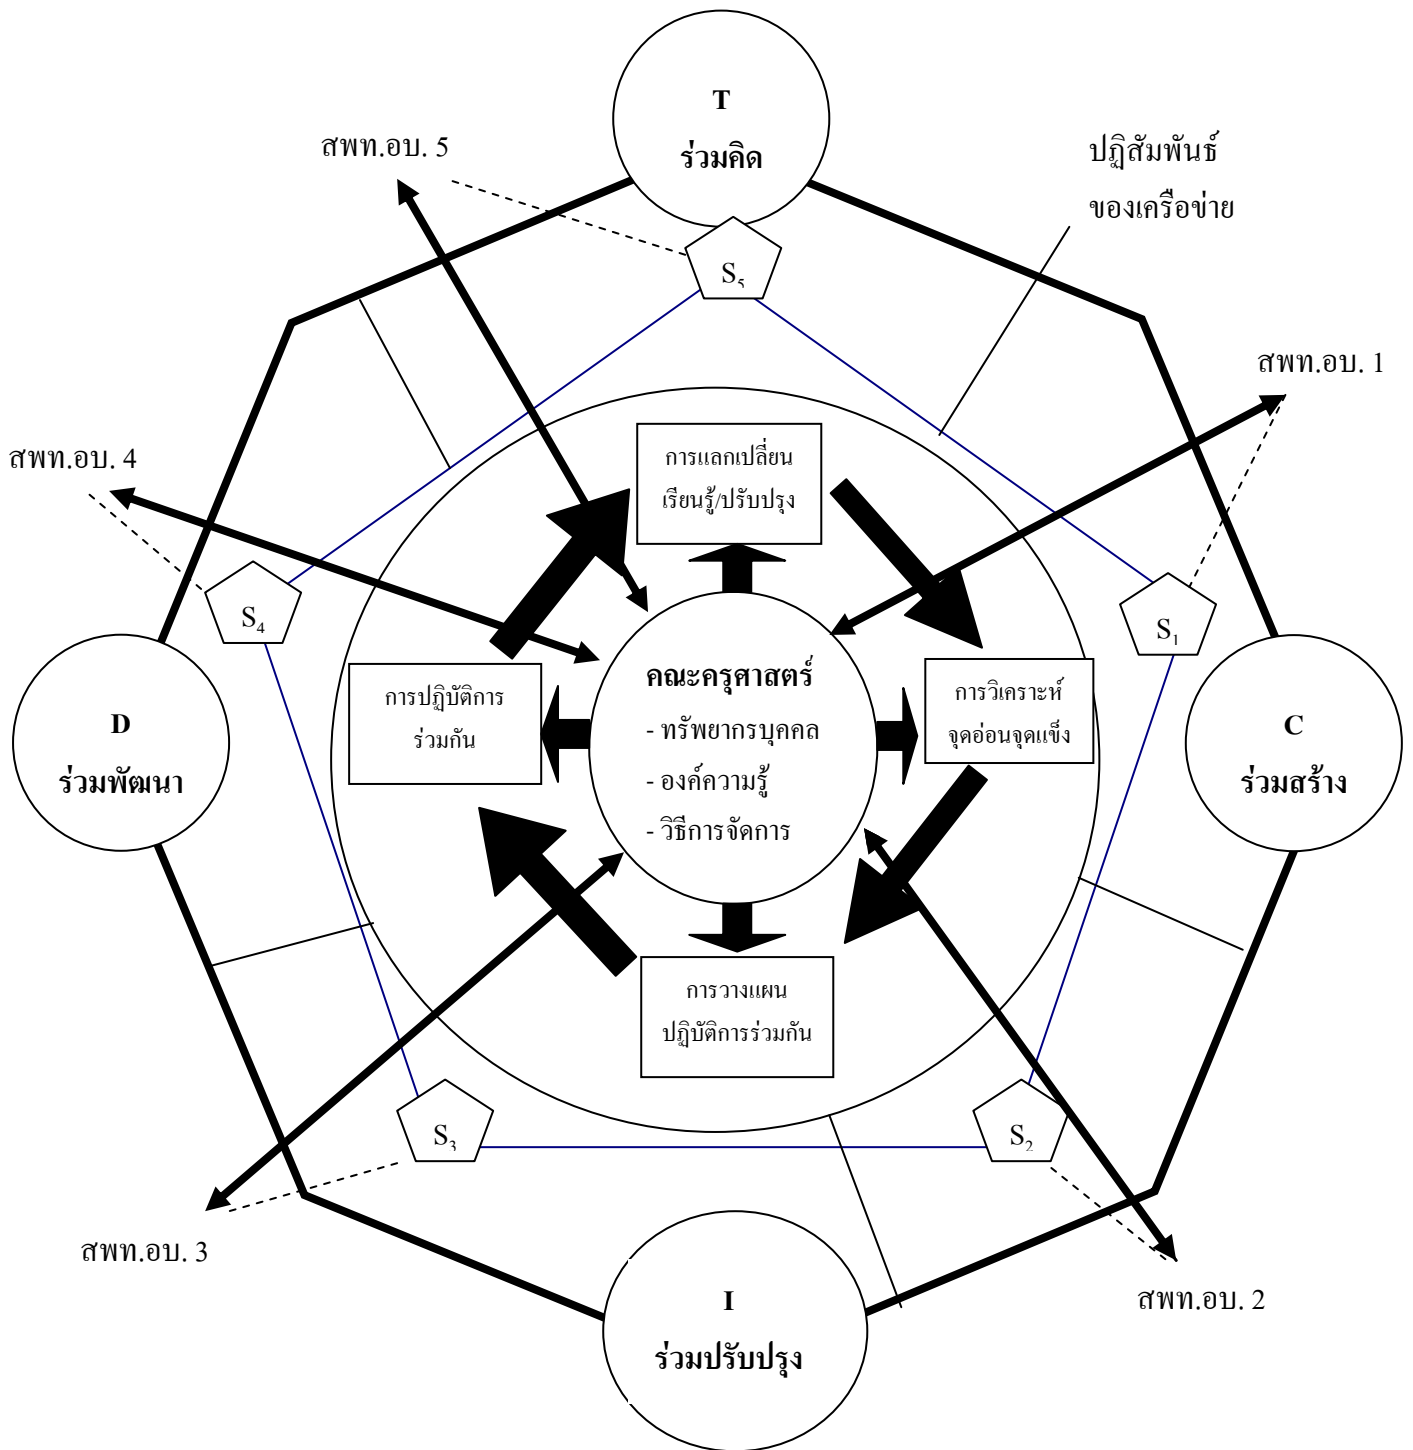 T
ร่วมคิด
สพท.อบ. 5
ปฏิสัมพันธ์
ของเครือข่าย
S5
สพท.อบ. 1
สพท.อบ. 4
การแลกเปลี่ยน
เรียนรู้/ปรับปรุง
S4
S1
คณะครุศาสตร์
- ทรัพยากรบุคคล
- องค์ความรู้
- วิธีการจัดการ
การปฏิบัติการ
ร่วมกัน
การวิเคราะห์
จุดอ่อนจุดแข็ง
D
ร่วมพัฒนา
C
ร่วมสร้าง
การวางแผน
ปฏิบัติการร่วมกัน
S3
S2
สพท.อบ. 3
สพท.อบ. 2
I
ร่วมปรับปรุง